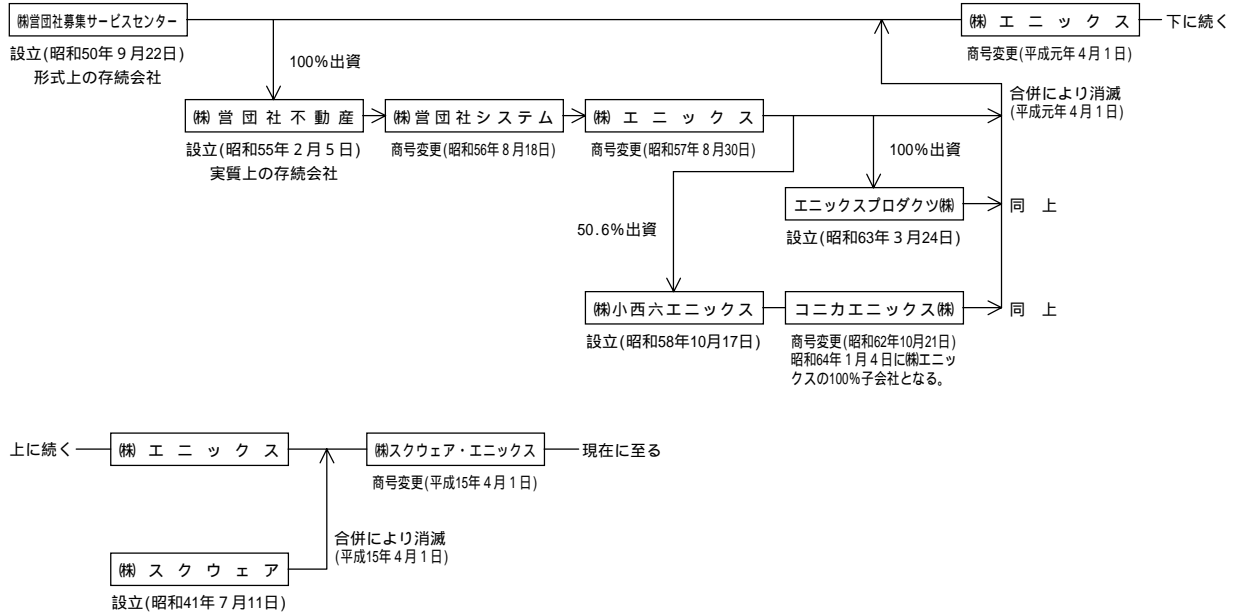 ㈱営団社募集サービスセンター
設立(昭和50年9月22日)
形式上の存続会社
100%出資
㈱エニックス
下に続く
商号変更(平成元年4月1日)
合併により消滅
(平成元年4月1日)
㈱営団社不動産
設立(昭和55年2月5日)
実質上の存続会社
㈱営団社システム
商号変更(昭和56年8月18日)
㈱エニックス
商号変更(昭和57年8月30日)
100%出資
エニックスプロダクツ㈱
同上
設立(昭和63年3月24日)
50.6%出資
㈱小西六エニックス
設立(昭和58年10月17日)
コニカエニックス㈱
同上
商号変更(昭和62年10月21日)
昭和64年1月4日に㈱エニッ
クスの100%子会社となる。
上に続く
㈱エニックス
㈱スクウェア・エニックス
現在に至る
商号変更(平成15年4月1日)
合併により消滅
(平成15年4月1日)
㈱スクウェア
設立(昭和41年7月11日)